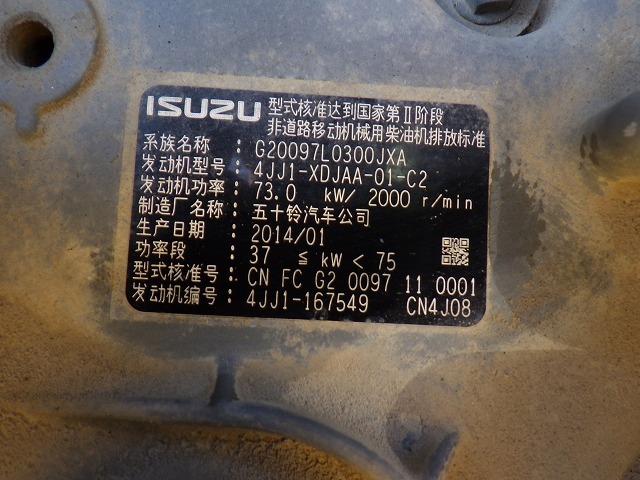 ISUZU 型式核准达到国家第Ⅱ阶段
非道路移动机械用柴油机排放标准
系族名称 : G20097L0300JXA
发动机型号: 4JJ1-XDJAA-01-C2
发动机功率: 73.0 kW/ 2000 r/min
制造厂名称: 五十铃汽车公司
生产日期 : 2014/01
功率段 : 37 ≦ kW < 75
型式核准号: CN FC G2 0097 11 0001
发动机编号: 4JJ1-167549 CN4J08